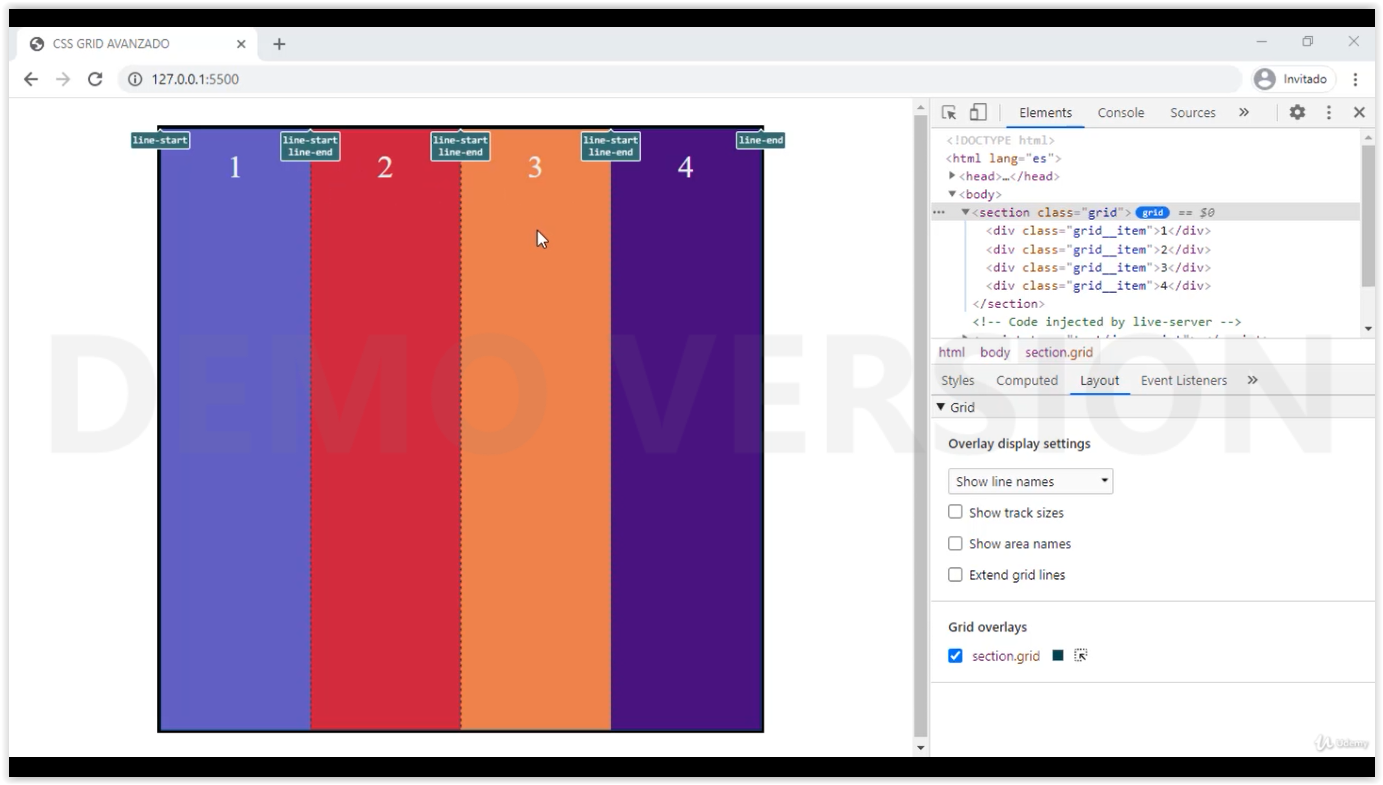 CSS GRID AVANZADO
127.0.0.1:5500
Invitado
line-start
line-start
line-end
line-start
line-end
line-start
line-end
line-end
1
2
3
4
Elements Console Sources »
<!DOCTYPE html>
<html lang="es">
<head>…</head>
<body>
<section class="grid"> grid == $0
<div class="grid__item">1</div>
<div class="grid__item">2</div>
<div class="grid__item">3</div>
<div class="grid__item">4</div>
</section>
<!-- Code injected by live-server -->
html body section.grid
Styles Computed Layout Event Listeners »
Grid
Overlay display settings
Show line names
Show track sizes
Show area names
Extend grid lines
Grid overlays
section.grid
DEMO VERSION
Udemy